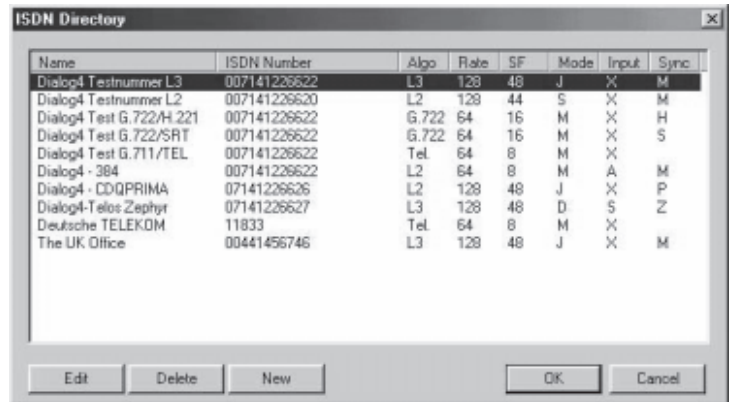 ISDN Directory
Name ISDN Number Algo Rate SF Mode Input Sync
Dialog4 Testnummer L3 007141226622 L3 128 48 J X M
Dialog4 Testnummer L2 007141226620 L2 128 44 S X M
Dialog4 Test G.722/H.221 007141226622 G.722 64 16 M X H
Dialog4 Test G.722/SRT 007141226622 G.722 64 16 M X S
Dialog4 Test G.711/TEL 007141226622 Tel. 64 8 M X
Dialog4 - 384 007141226622 L2 64 8 M A M
Dialog4 - CDQPRIMA 07141226626 L2 128 48 J X P
Dialog4-Telos Zephyr 07141226627 L3 128 48 D S Z
Deutsche TELEKOM 11833 Tel. 64 8 M X
The UK Office 00441456746 L3 128 48 J X M
Edit Delete New OK Cancel